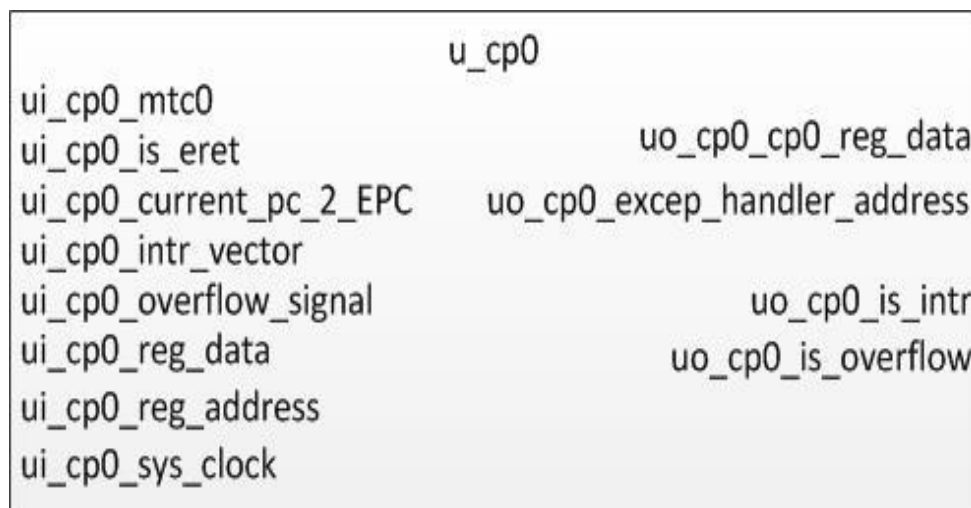 u_cp0
ui_cp0_mtc0
ui_cp0_is_eret
ui_cp0_current_pc_2_EPC
ui_cp0_intr_vector
ui_cp0_overflow_signal
ui_cp0_reg_data
ui_cp0_reg_address
ui_cp0_sys_clock
uo_cp0_cp0_reg_data
uo_cp0_excep_handler_address
uo_cp0_is_intr
uo_cp0_is_overflow